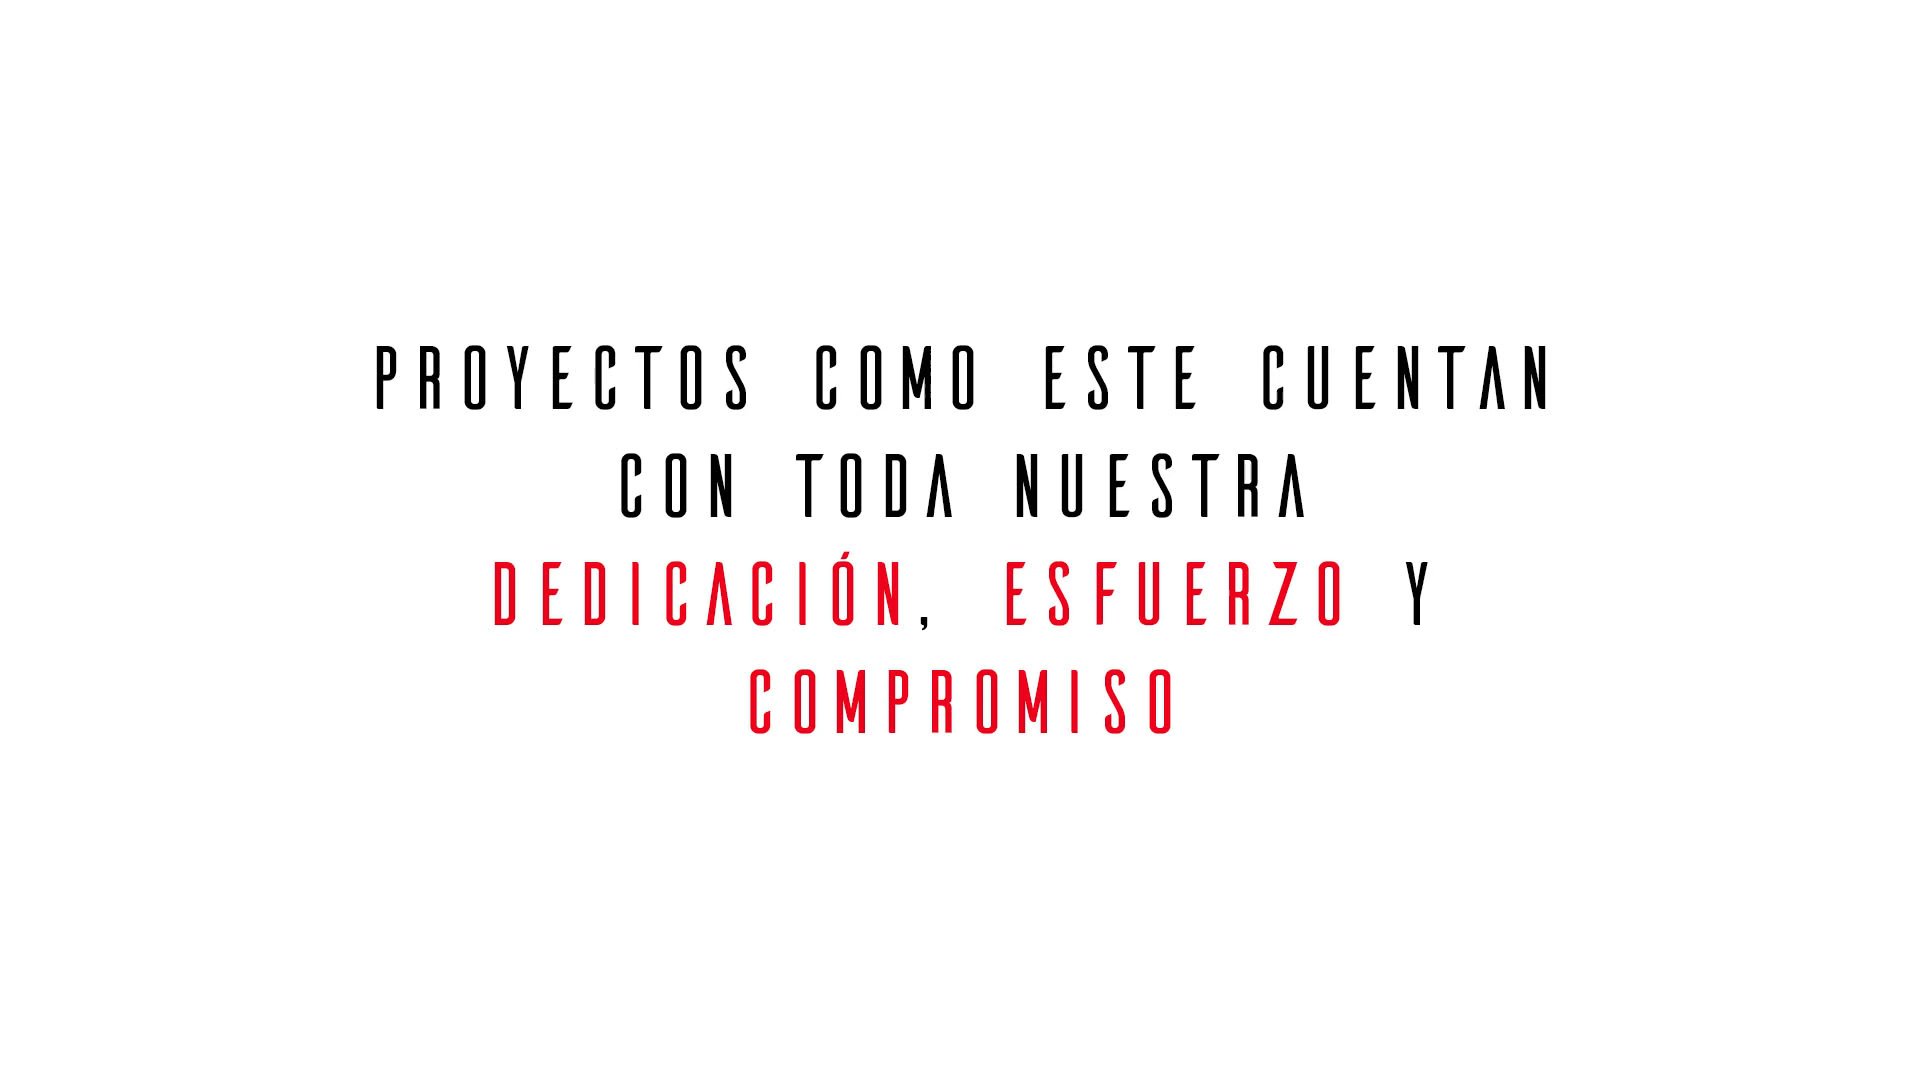 PROYECTOS COMO ESTE CUENTAN
CON TODA NUESTRA
DEDICACIÓN, ESFUERZO Y
COMPROMISO